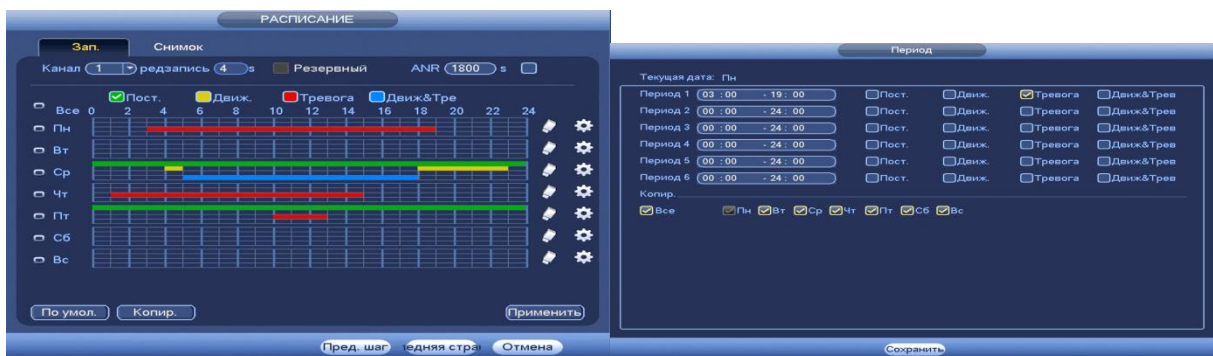 РАСПИСАНИЕ
Зап. Снимок
Канал 1 редзапись 4 s Резервный ANR 1800 s
Пост. Движ. Тревога Движ&Тре
Все 0 2 4 6 8 10 12 14 16 18 20 22 24
Пн
Вт
Ср
Чт
Пт
Сб
Вс
По умол. Копир. Применить
Пред. шаг едняя стра Отмена
Период
Текущая дата: Пн
Период 1 03 :00 - 19 : 00 Пост. Движ. Тревога Движ&Трев
Период 2 00 :00 - 24 : 00 Пост. Движ. Тревога Движ&Трев
Период 3 00 :00 - 24 : 00 Пост. Движ. Тревога Движ&Трев
Период 4 00 :00 - 24 : 00 Пост. Движ. Тревога Движ&Трев
Период 5 00 :00 - 24 : 00 Пост. Движ. Тревога Движ&Трев
Период 6 00 :00 - 24 : 00 Пост. Движ. Тревога Движ&Трев
Копир.
Все Пн Вт Ср Чт Пт Сб Вс
Сохранить